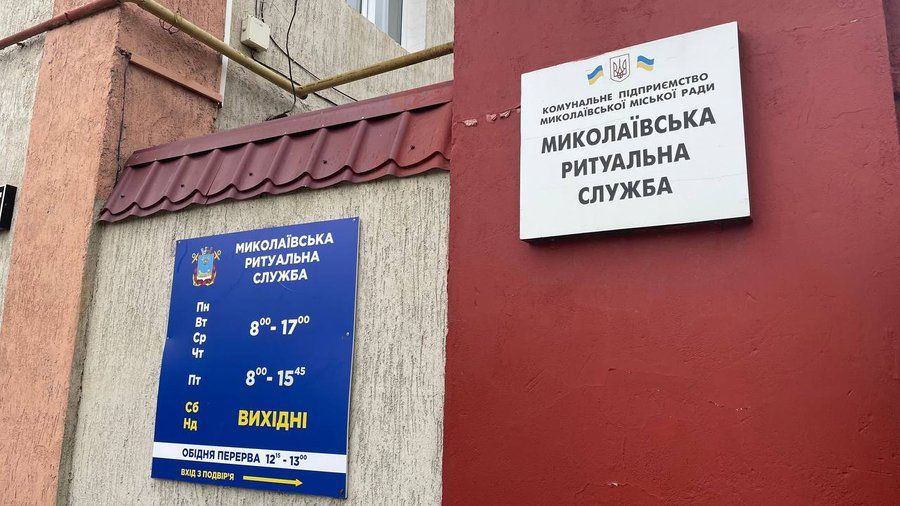 КОМУНАЛЬНЕ ПІДПРИЄМСТВО
МИКОЛАЇВСЬКОЇ МІСЬКОЇ РАДИ
МИКОЛАЇВСЬКА
РИТУАЛЬНА
СЛУЖБА
МИКОЛАЇВСЬКА
РИТУАЛЬНА
СЛУЖБА
Пн
Вт
Ср
Чт
8⁰⁰- 17⁰⁰
Пт 8⁰⁰- 15⁴⁵
Сб
Нд
ВИХІДНІ
ОБІДНЯ ПЕРЕРВА 12¹⁵ - 13⁰⁰
ВХІД З ПОДВІР'Я